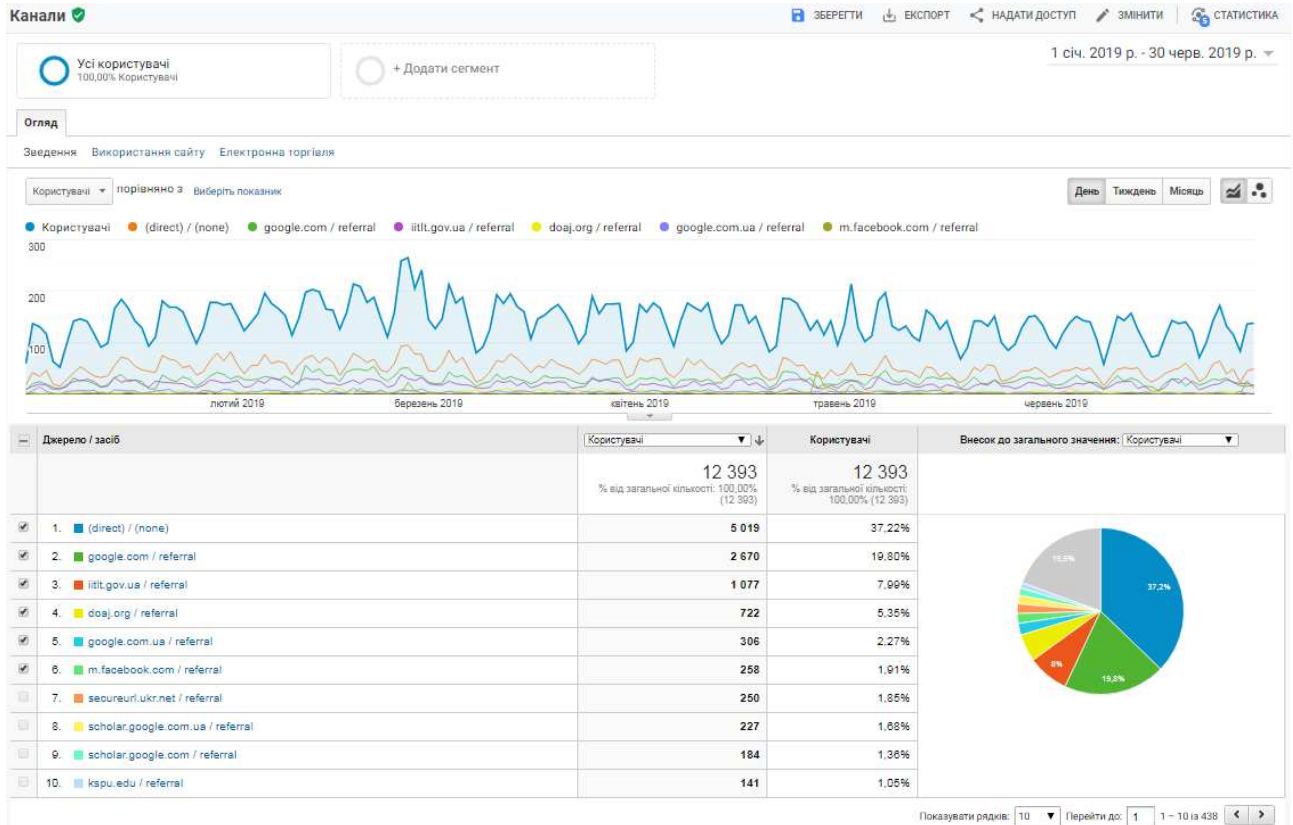 Канали
ЗБЕРЕГТИ ЕКСПОРТ НАДАТИ ДОСТУП ЗМІНИТИ 5 СТАТИСТИКА
1 січ. 2019 р. - 30 черв. 2019 р.
Усі користувачі
100,00% Користувачі
+ Додати сегмент
Огляд
Зведення Використання сайту Електронна торгівля
Користувачі порівняно з Виберіть показник
День Тиждень Місяць
Користувачі (direct) / (none) google.com / referral iitlt.gov.ua / referral doaj.org / referral google.com.ua / referral m.facebook.com / referral
300
200
100
лютий 2019 березень 2019 квітень 2019 травень 2019 червень 2019
Джерело / засіб Користувачі Користувачі Внесок до загального значення: Користувачі
12 393 12 393
% від загальної кількості: 100,00% (12 393) % від загальної кількості: 100,00% (12 393)
1. (direct) / (none) 5 019 37,22%
2. google.com / referral 2 670 19,80%
3. iitlt.gov.ua / referral 1 077 7,99%
4. doaj.org / referral 722 5,35%
5. google.com.ua / referral 306 2,27%
6. m.facebook.com / referral 258 1,91%
7. secureurl.ukr.net / referral 250 1,85%
8. scholar.google.com.ua / referral 227 1,68%
9. scholar.google.com / referral 184 1,36%
10. kspu.edu / referral 141 1,05%
37,2%
19,8%
8%
Показувати рядків: 10 Перейти до: 1 1 – 10 із 438